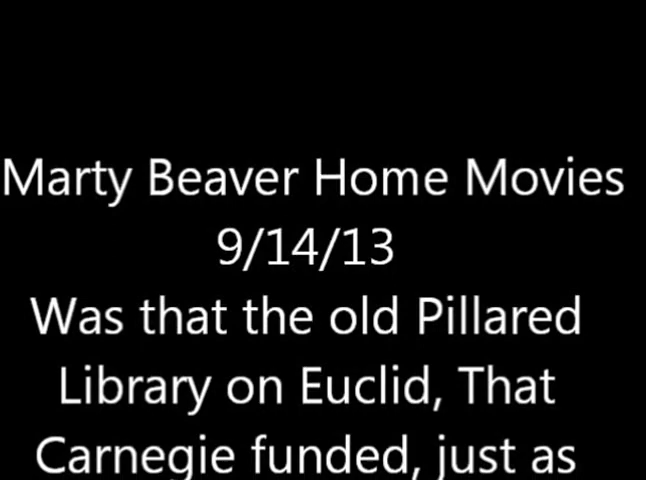 Marty Beaver Home Movies
9/14/13
Was that the old Pillared
Library on Euclid, That
Carnegie funded, just as